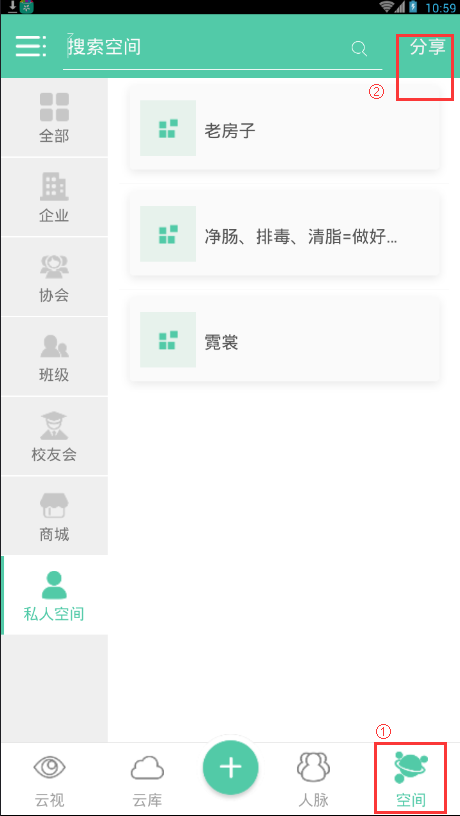 10:59
搜索空间
分享
②
全部
老房子
企业
净肠、排毒、清脂=做好...
协会
霓裳
班级
校友会
商城
私人空间
①
云视
云库
人脉
空间